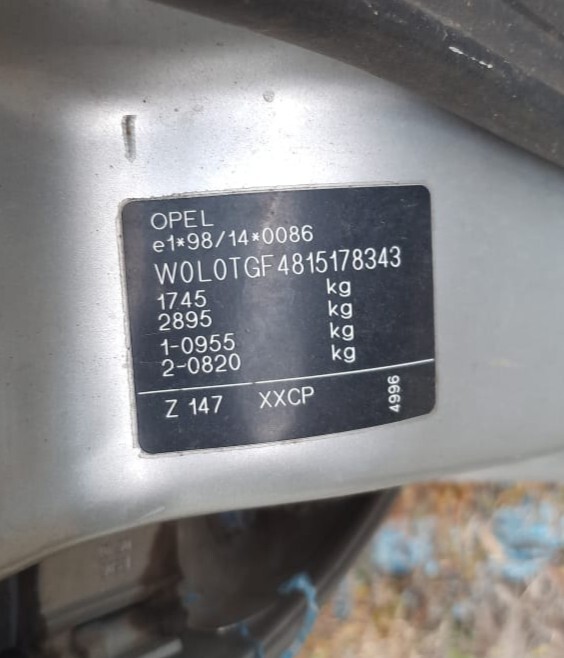 OPEL
e1*98/14*0086
W0L0TGF4815178343
1745 kg
2895 kg
1-0955 kg
2-0820 kg
Z 147 XXCP 4996